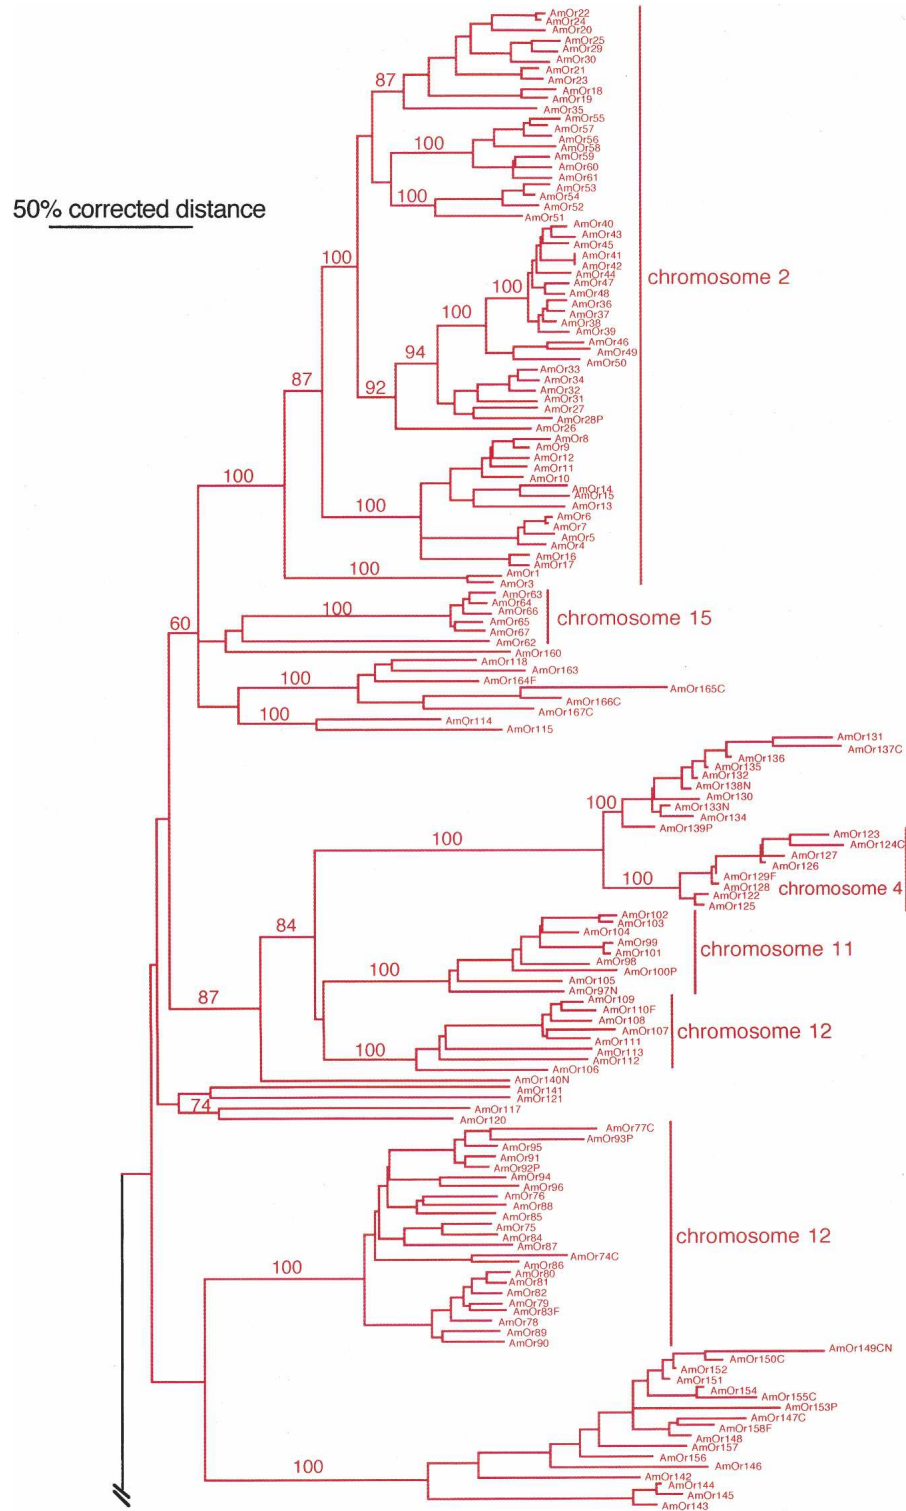 AmOr22
AmOr24
AmOr20
AmOr25
AmOr29
AmOr30
AmOr21
AmOr23
87
AmOr18
AmOr19
AmOr35
AmOr55
AmOr57
AmOr56
100
AmOr58
AmOr59
AmOr60
AmOr61
AmOr53
100
AmOr54
AmOr52
50% corrected distance
AmOr51
AmOr40
AmOr43
AmOr45
AmOr41
100
AmOr42
AmOr44
chromosome 2
100
AmOr47
AmOr48
AmOr36
100
AmOr37
AmOr38
AmOr39
AmOr46
94
AmOr49
AmOr50
AmOr33
87
AmOr34
92
AmOr32
AmOr31
AmOr27
AmOr28P
AmOr26
AmOr8
AmOr9
AmOr12
AmOr11
100
AmOr10
AmOr14
AmOr15
100
AmOr13
AmOr6
AmOr7
AmOr5
AmOr4
AmOr16
AmOr17
100
AmOr1
AmOr3
AmOr63
AmOr64
100
AmOr66
chromosome 15
60
AmOr65
AmOr67
AmOr62
AmOr160
AmOr118
AmOr163
100
AmOr164F
AmOr165C
AmOr166C
AmOr167C
100
AmOr114
AmOr115
AmOr131
AmOr137C
AmOr136
AmOr135
AmOr132
AmOr138N
AmOr130
100
AmOr133N
AmOr134
AmOr139P
100
AmOr123
AmOr124C
AmOr127
AmOr126
100
AmOr129F
AmOr128
chromosome 4
AmOr122
AmOr125
AmOr102
AmOr103
84
AmOr104
AmOr99
AmOr101
chromosome 11
AmOr98
AmOr100P
100
AmOr105
AmOr97N
87
AmOr109
AmOr110F
AmOr108
AmOr107
chromosome 12
AmOr111
100
AmOr113
AmOr112
AmOr106
AmOr140N
AmOr141
AmOr121
74
AmOr117
AmOr120
AmOr77C
AmOr93P
AmOr95
AmOr91
AmOr92P
AmOr94
AmOr96
AmOr76
AmOr88
AmOr85
AmOr75
AmOr84
chromosome 12
AmOr87
AmOr74C
AmOr86
100
AmOr80
AmOr81
AmOr82
AmOr79
AmOr83F
AmOr78
AmOr89
AmOr90
AmOr149CN
AmOr150C
AmOr152
AmOr151
AmOr154
AmOr155C
AmOr153P
AmOr147C
AmOr158F
AmOr148
AmOr157
AmOr156
AmOr146
100
AmOr142
AmOr144
AmOr145
AmOr143